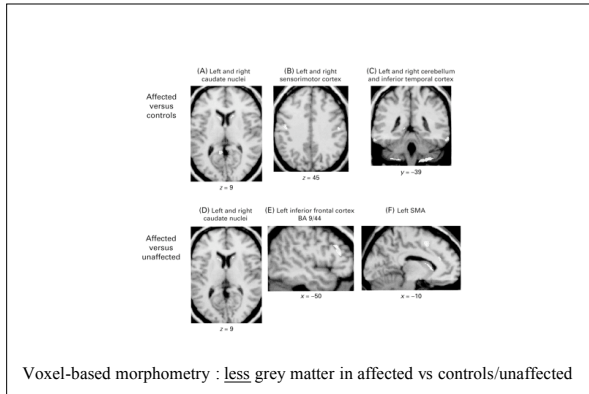 (A) Left and right
caudate nuclei
(B) Left and right
sensorimotor cortex
(C) Left and right cerebellum
and inferior temporal cortex
Affected
versus
controls
z = 9
z = 45
y = −39
(D) Left and right
caudate nuclei
(E) Left inferior frontal cortex
BA 9/44
(F) Left SMA
Affected
versus
unaffected
z = 9
x = −50
x = −10
Voxel-based morphometry : less grey matter in affected vs controls/unaffected